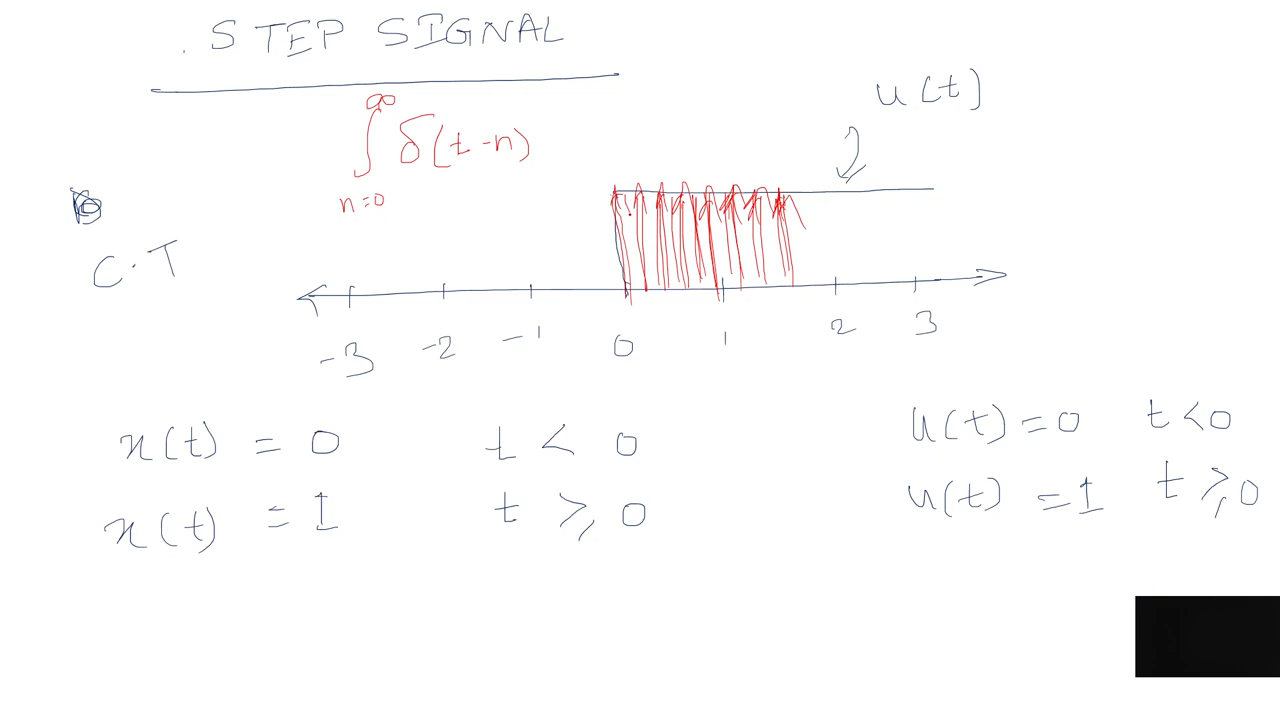 STEP SIGNAL
∞
∫ δ(t-n)
n=0
u(t)
C.T
-3 -2 -1 0 1 2 3
x(t) = 0 t < 0
x(t) = 1 t ≥ 0
u(t) = 0 t < 0
u(t) = 1 t ≥ 0